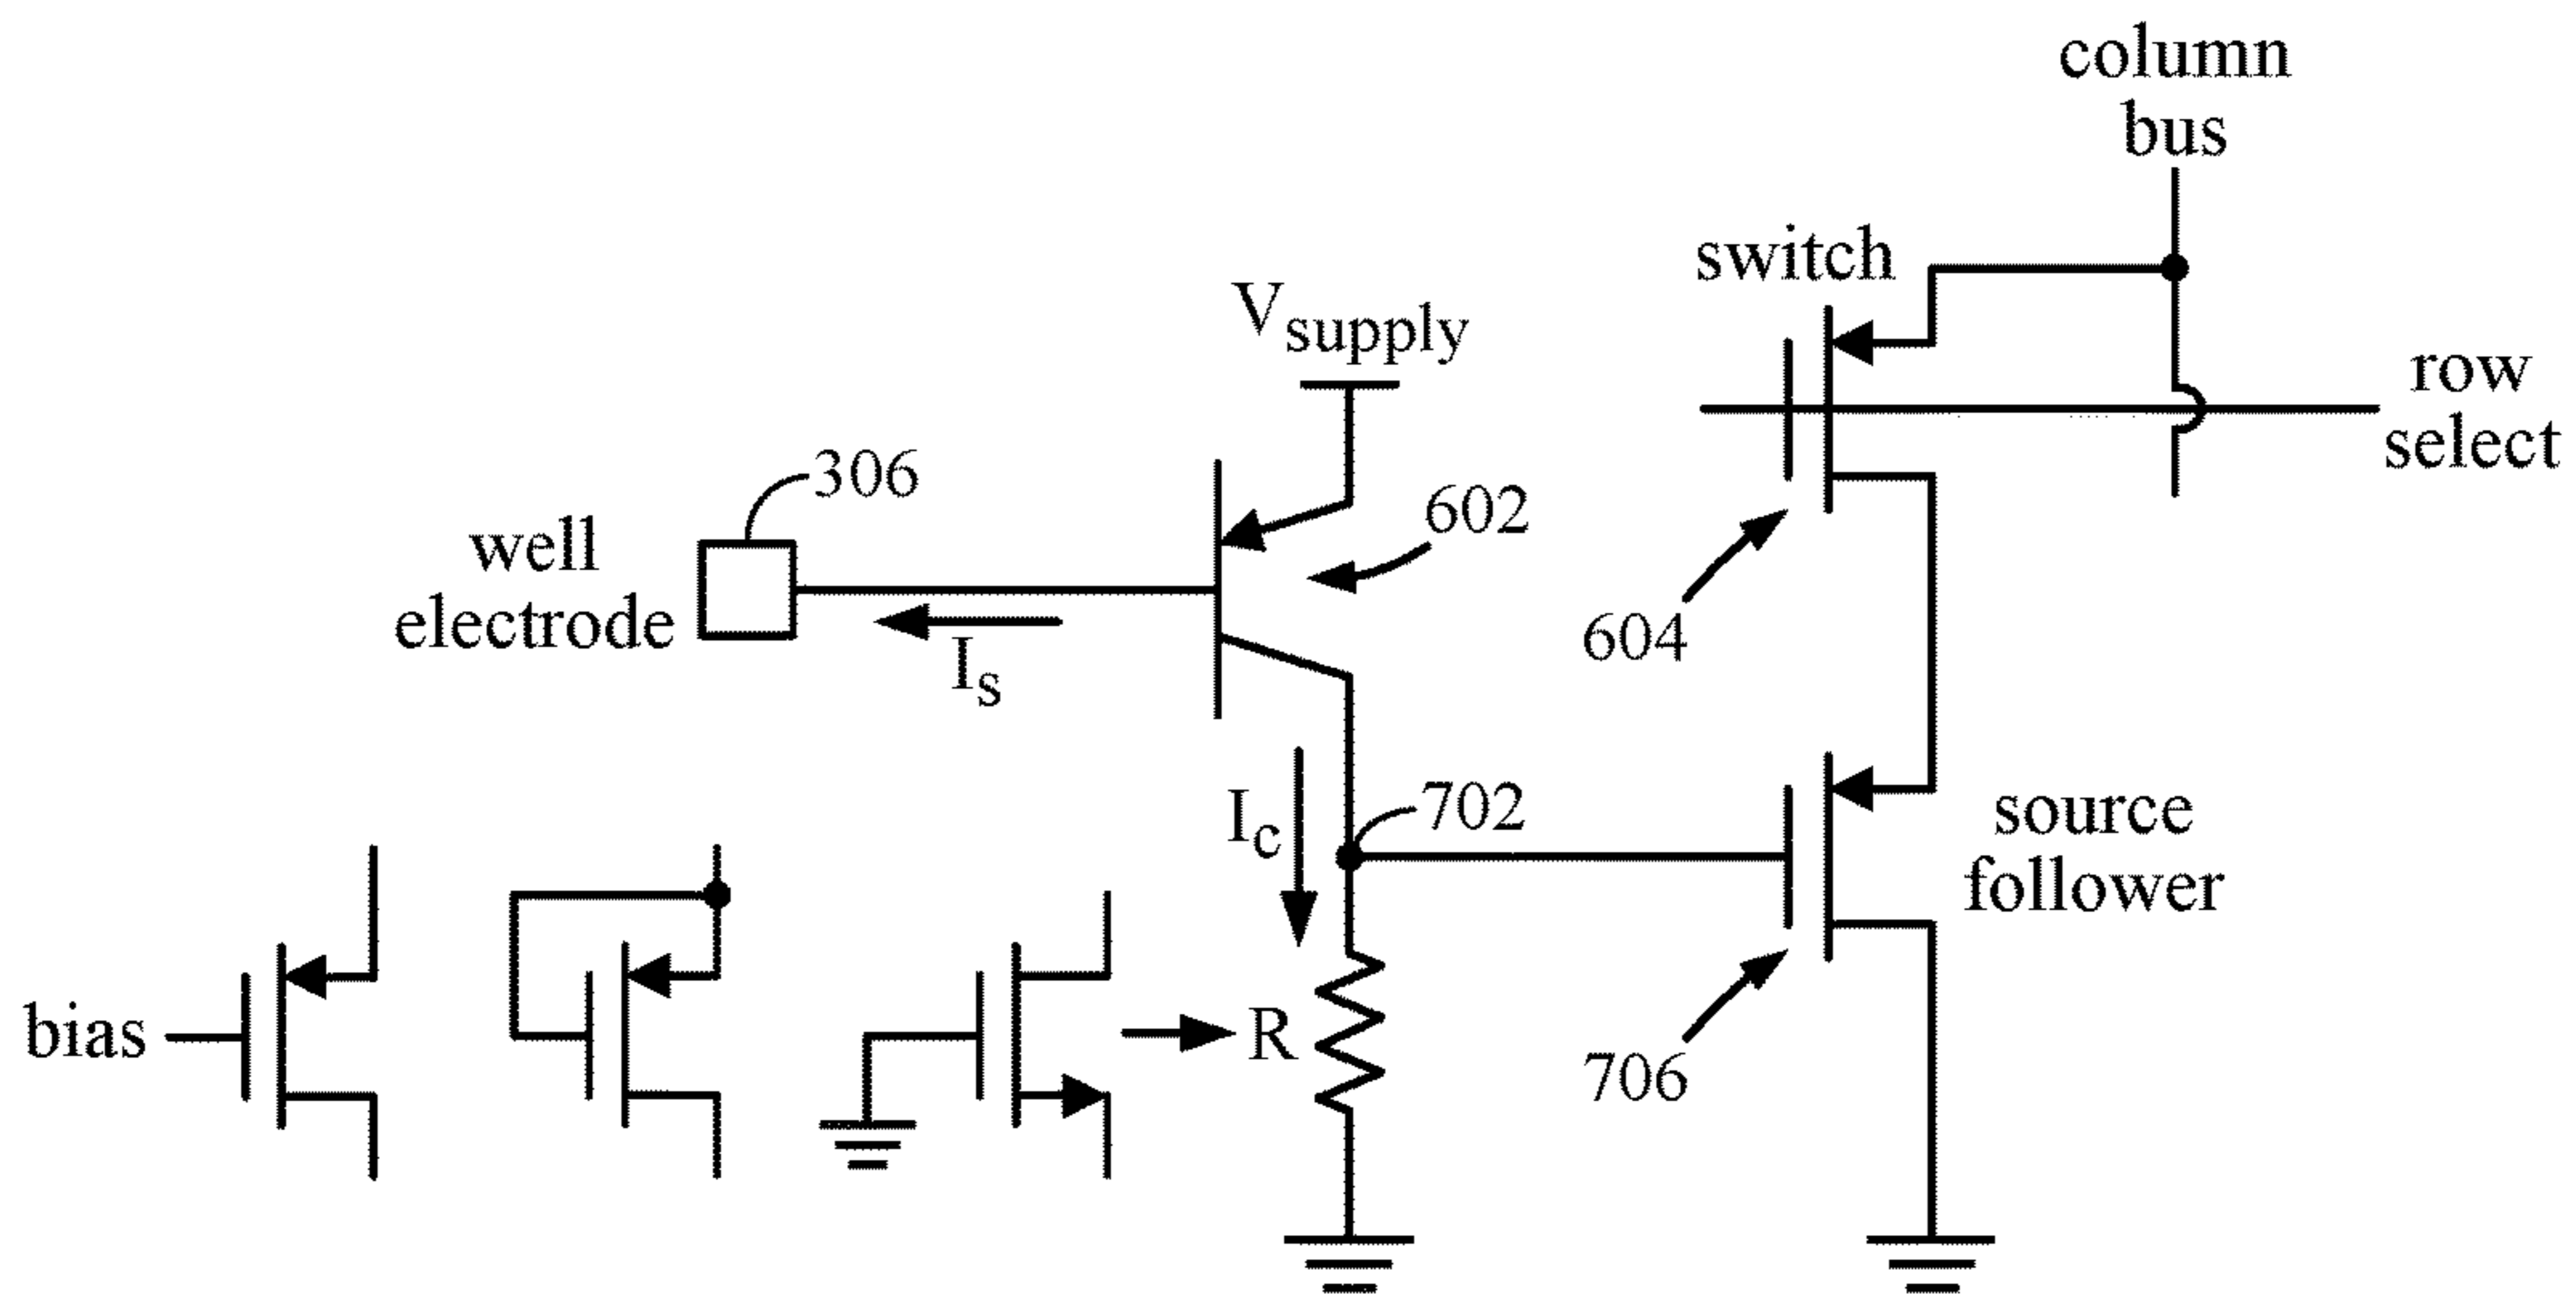 column
bus
switch
Vsupply
row
select
306
602
well
electrode
604
Is
Ic
702
source
follower
bias
R
706